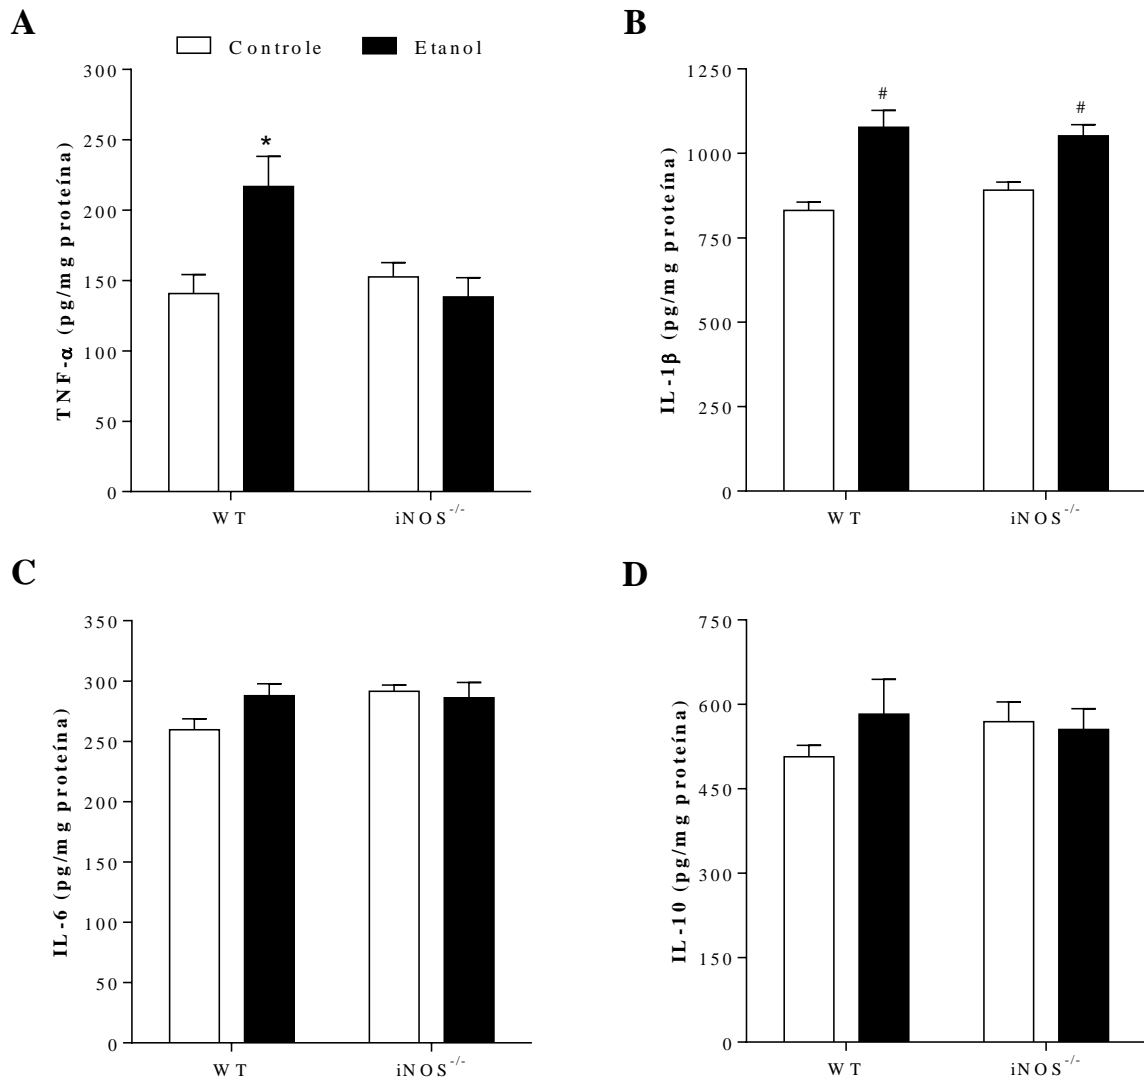 A
B
Controle Etanol
TNF-α (pg/mg proteína)
300
250
200
150
100
50
0
*
WT iNOS-/-
IL-1β (pg/mg proteína)
1250
1000
750
500
250
0
# #
WT iNOS-/-
C
D
IL-6 (pg/mg proteína)
350
300
250
200
150
100
50
0
WT iNOS-/-
IL-10 (pg/mg proteína)
750
600
450
300
150
0
WT iNOS-/-